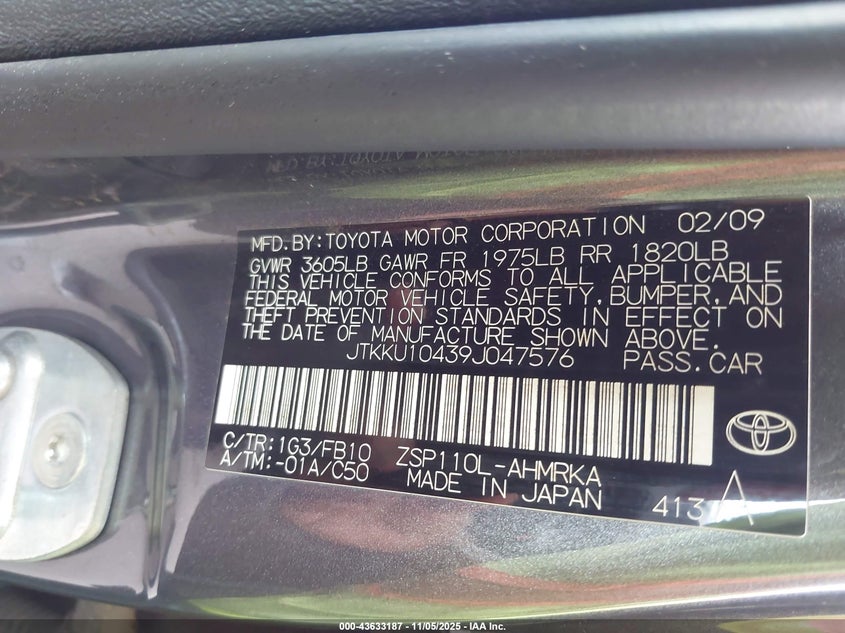 MFD.BY:TOYOTA MOTOR CORPORATION 02/09
GVWR 3605LB GAWR FR 1975LB RR 1820LB
THIS VEHICLE CONFORMS TO ALL APPLICABLE
FEDERAL MOTOR VEHICLE SAFETY, BUMPER, AND
THEFT PREVENTION STANDARDS IN EFFECT ON
THE DATE OF MANUFACTURE SHOWN ABOVE.
JTKKU10439J047576 PASS.CAR
C/TR:1G3/FB10 ZSP110L-AHMRKA
A/TM:-01A/C50 MADE IN JAPAN
413
A
000-43633187 - 11/05/2025 - IAA Inc.